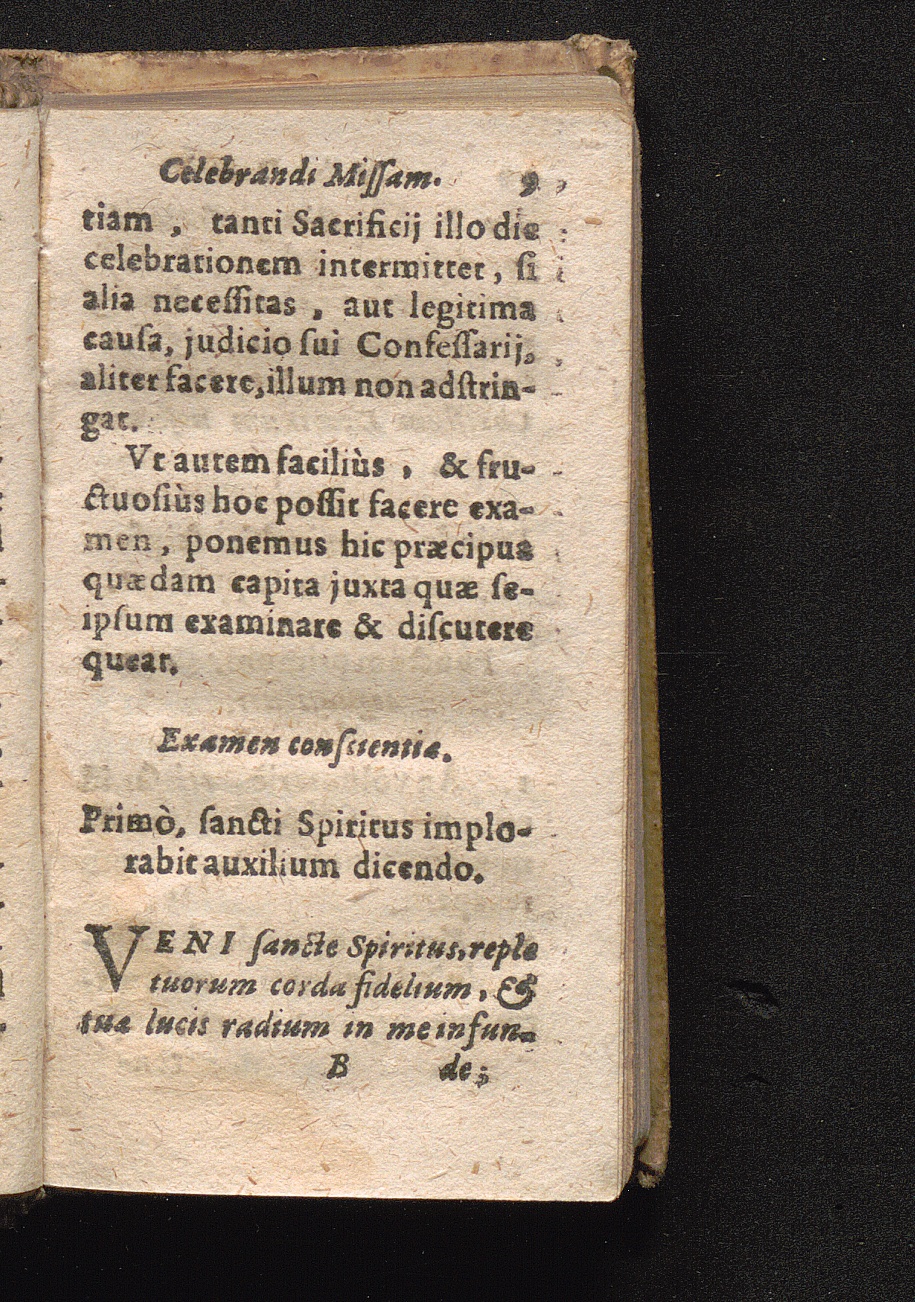 Celebrandi Miſſam. 9
tiam , tanti Sacrificij illo die
celebrationem intermittet, ſi
alia neceſſitas , aut legitima
cauſa, judicio ſui Confeſſarij,
aliter facere, illum non adſtrin-
gat.
Vt autem faciliùs , & fru-
ctuoſiùs hoc poſſit facere exa-
men , ponemus hic præcipua
quædam capita juxta quæ ſe-
ipſum examinare & diſcutere
queat.
Examen conſcientiæ.
Primò, ſancti Spiritus implo-
rabit auxilium dicendo.
VENI ſancte Spiritus, reple
tuorum corda fidelium, &
tuæ lucis radium in me infun-
B de;